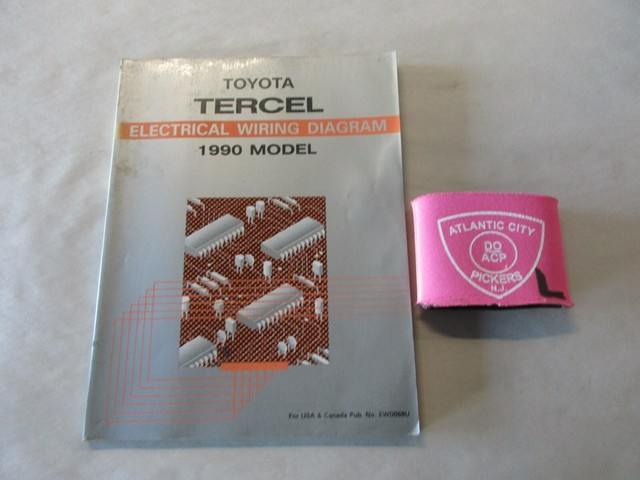 TOYOTA
TERCEL
ELECTRICAL WIRING DIAGRAM
1990 MODEL
For USA & Canada Pub. No. EWD068U
ATLANTIC CITY
DO
ACP
PICKERS
N.J.
L